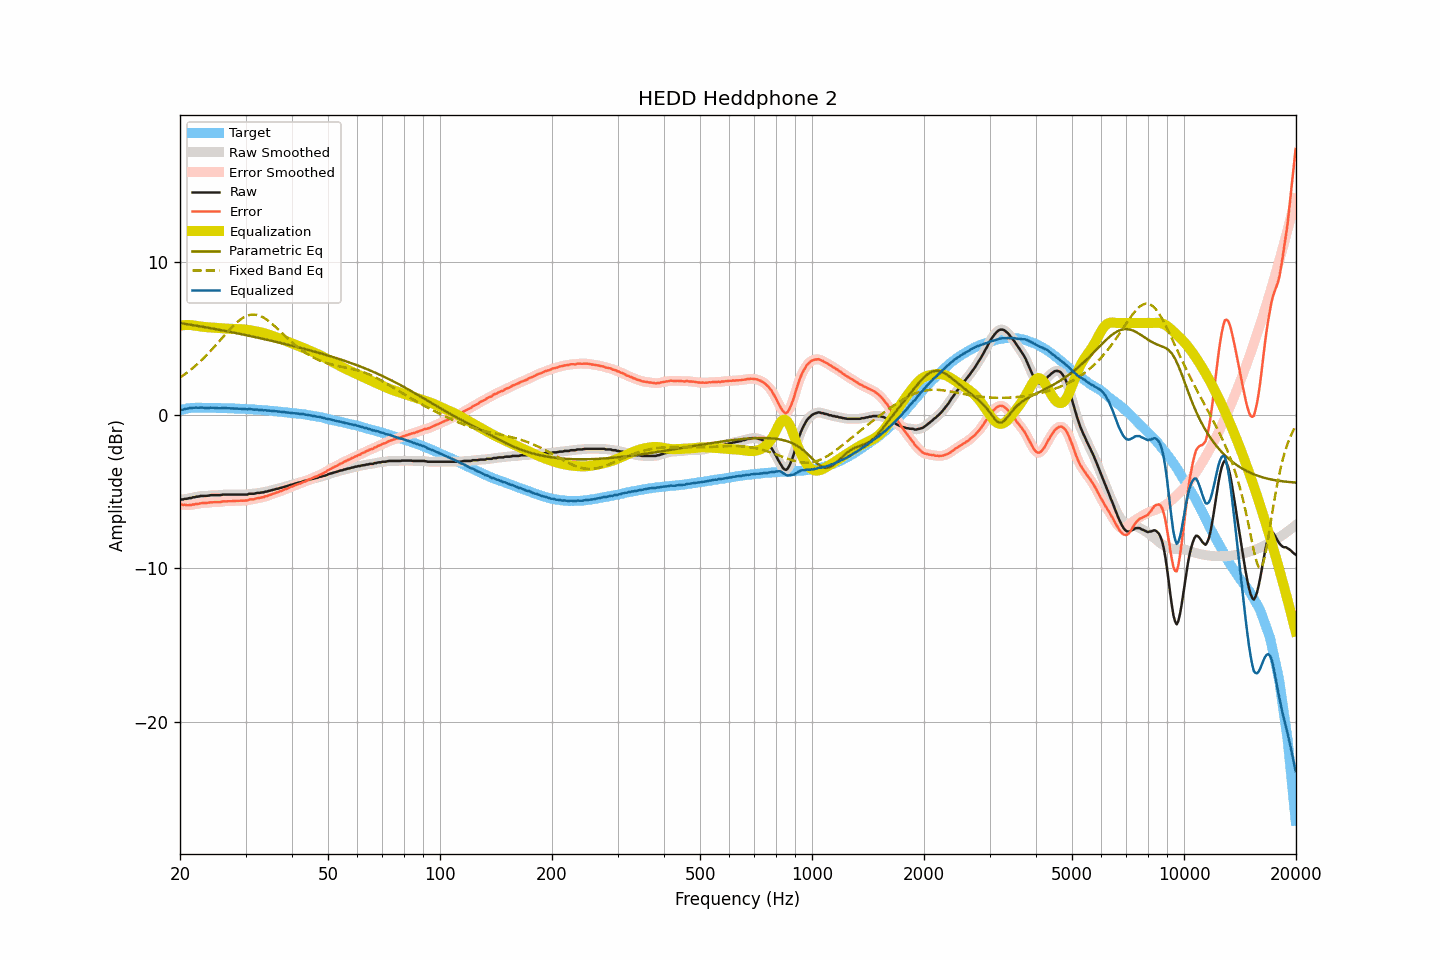 HEDD Heddphone 2
Target
Raw Smoothed
Error Smoothed
Raw
Error
Equalization
Parametric Eq
Fixed Band Eq
Equalized
10
0
−10
−20
Amplitude (dBr)
20
50
100
200
500
1000
2000
5000
10000
20000
Frequency (Hz)